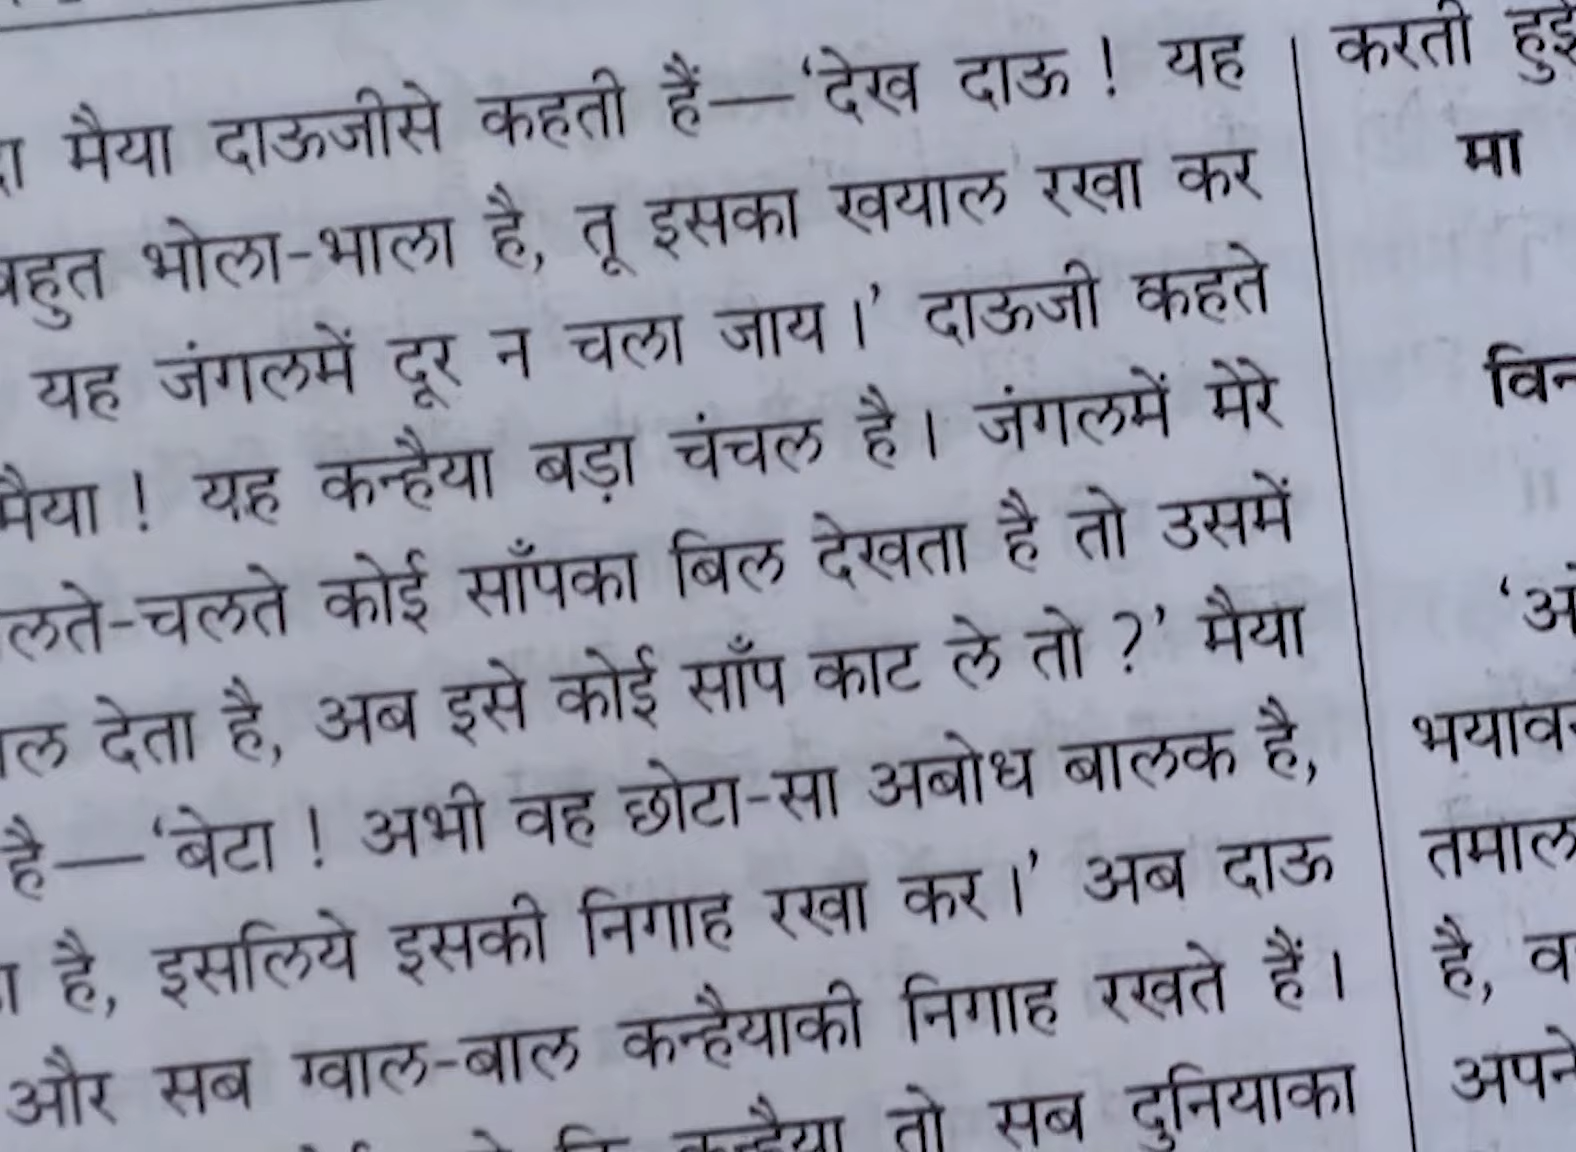 मैया दाऊजीसे कहती हैं—‘देख दाऊ ! यह
बहुत भोला-भाला है, तू इसका खयाल रखा कर
यह जंगलमें दूर न चला जाय।’ दाऊजी कहते
मैया ! यह कन्हैया बड़ा चंचल है। जंगलमें मेरे
चलते-चलते कोई साँपका बिल देखता है तो उसमें
देता है, अब इसे कोई साँप काट ले तो ?’ मैया
है—‘बेटा ! अभी वह छोटा-सा अबोध बालक है,
है, इसलिये इसकी निगाह रखा कर।’ अब दाऊ
और सब ग्वाल-बाल कन्हैयाकी निगाह रखते हैं।
कन्हैया तो सब दुनियाका
करती हुई
मा
भयाव
तमाल
है,
अपने